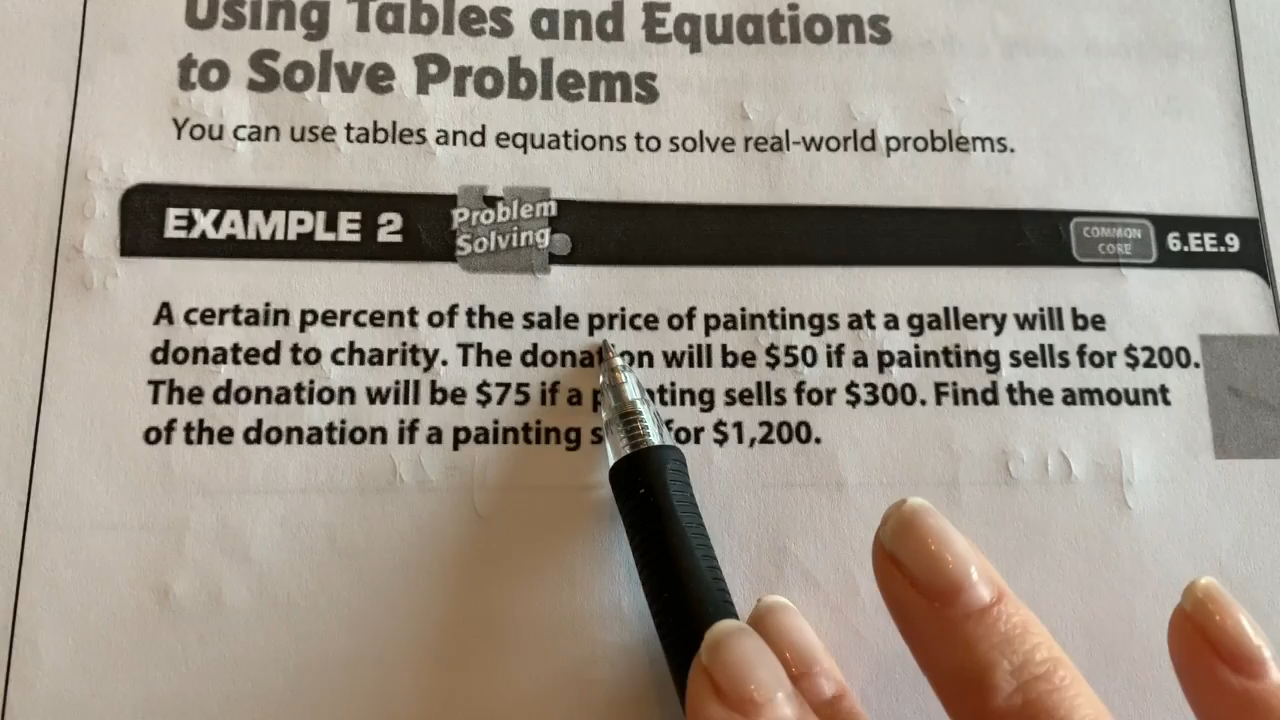 Using Tables and Equations
to Solve Problems
You can use tables and equations to solve real-world problems.
EXAMPLE 2 Problem Solving COMMON CORE 6.EE.9
A certain percent of the sale price of paintings at a gallery will be
donated to charity. The donation will be $50 if a painting sells for $200.
The donation will be $75 if a painting sells for $300. Find the amount
of the donation if a painting s for $1,200.